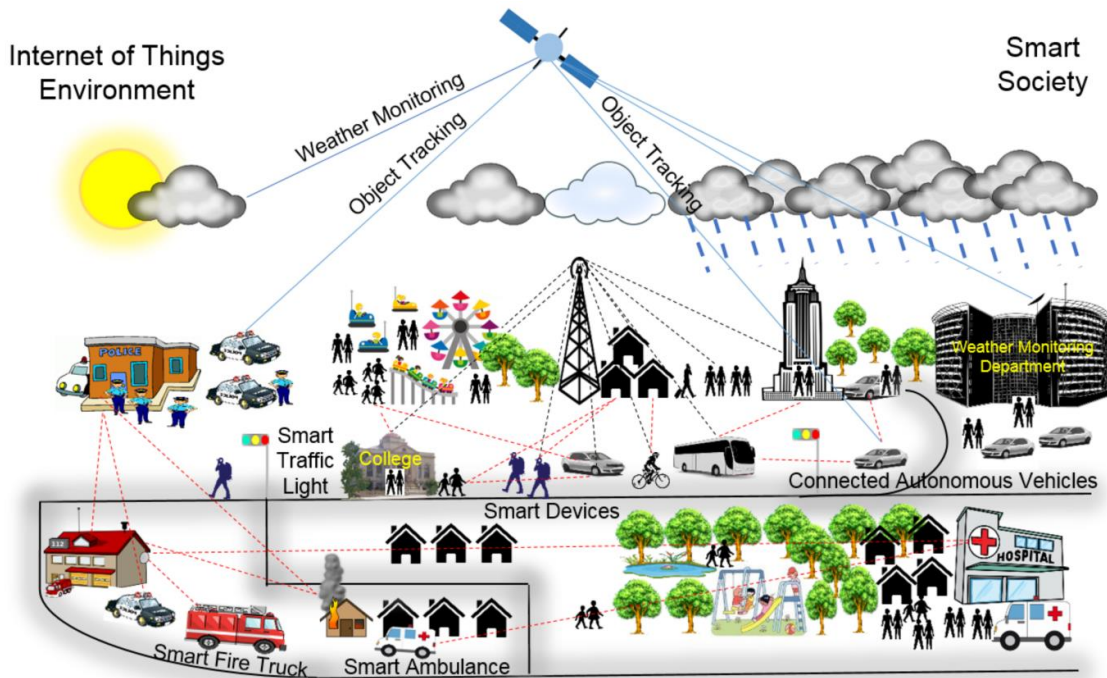 Internet of Things
Environment
Smart
Society
Weather Monitoring
Object Tracking
Object Tracking
POLICE
Weather Monitoring
Department
Smart
Traffic
Light
College
Connected Autonomous Vehicles
Smart Devices
112
HOSPITAL
Smart Fire Truck
Smart Ambulance